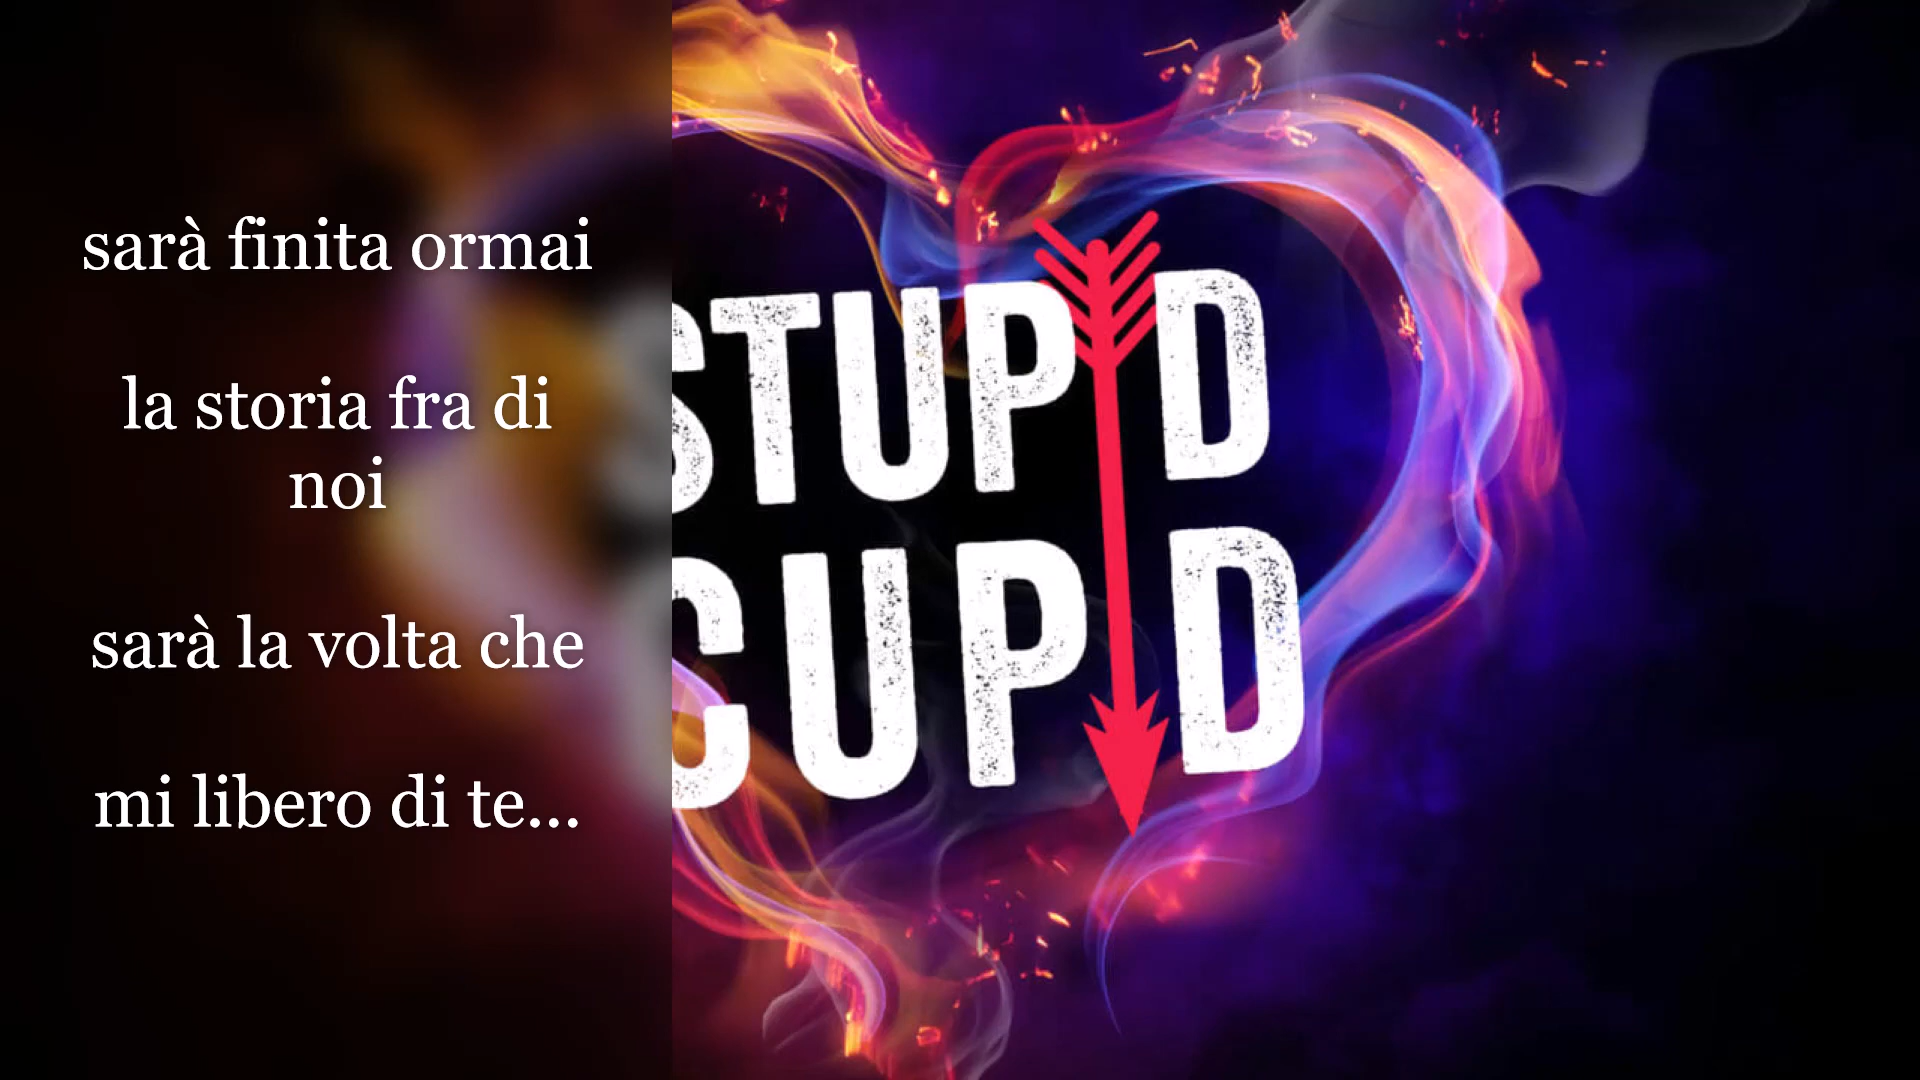 sarà finita ormai
la storia fra di
noi
sarà la volta che
mi libero di te...
STUPID
CUPID